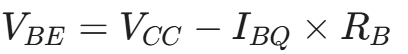 $V_{BE} = V_{CC} - I_{BQ} \times R_B$